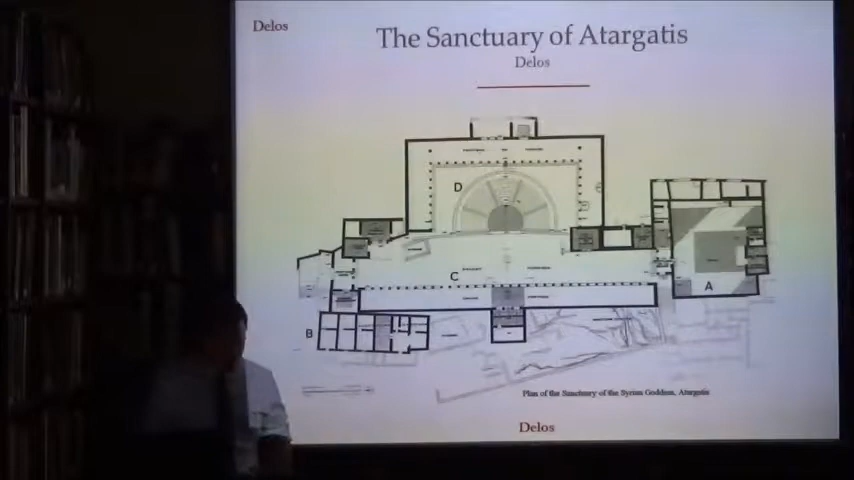 Delos
The Sanctuary of Atargatis
Delos
D
C
A
B
Plan of the Sanctuary of the Syrian Goddess, Atargatis
Delos